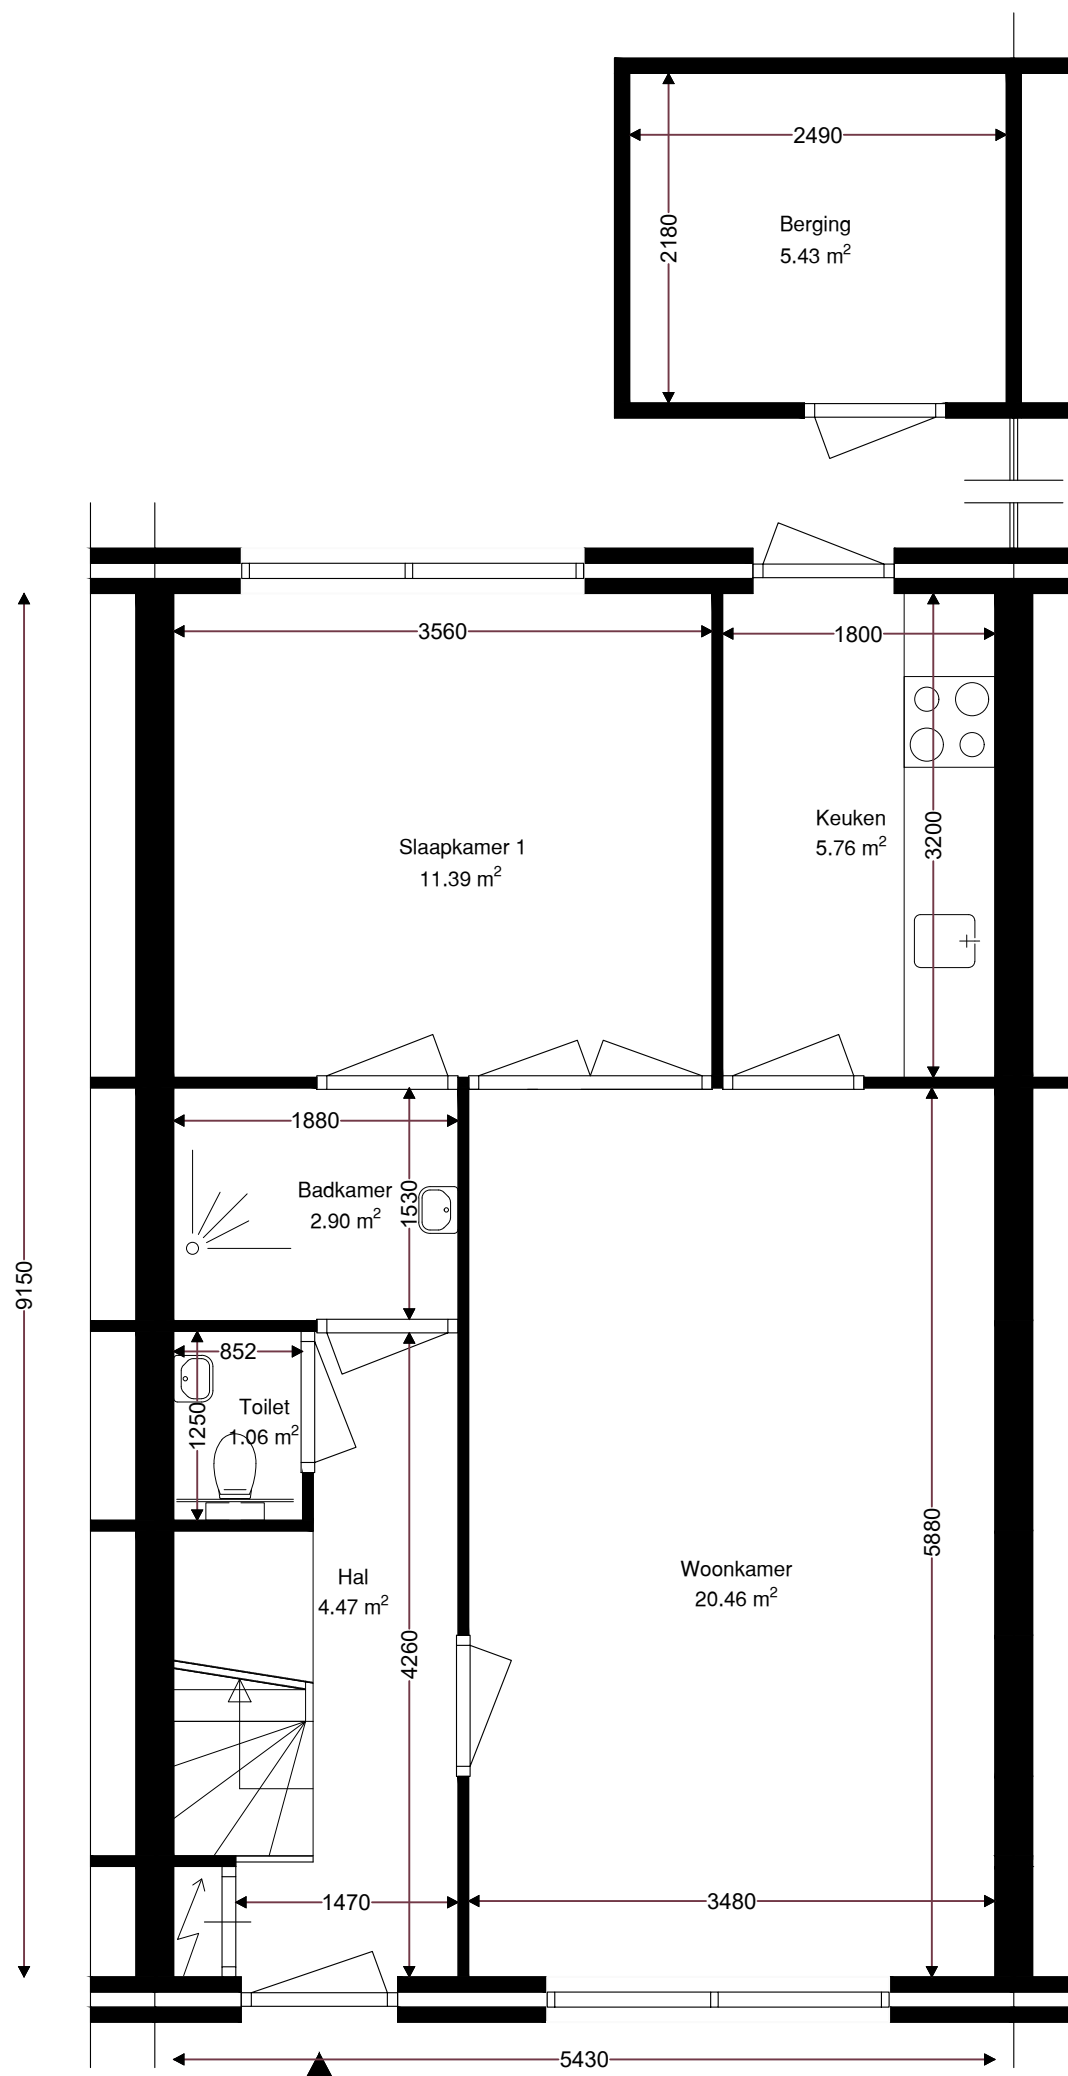 2490
2180
Berging
5.43 m²
3560
1800
Slaapkamer 1
11.39 m²
Keuken
5.76 m²
3200
1880
Badkamer
2.90 m²
1530
9150
852
Toilet
1.06 m²
1250
5880
Hal
4.47 m²
Woonkamer
20.46 m²
4260
1470
3480
5430